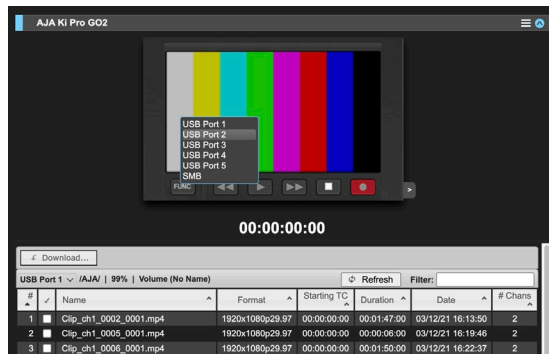 AJA Ki Pro GO2
USB Port 1
USB Port 2
USB Port 3
USB Port 4
USB Port 5
SMB
FUNC
00:00:00:00
Download...
USB Port 1 /AJA/ | 99% | Volume (No Name) Refresh Filter:
# ✓ Name Format Starting TC Duration Date # Chans
1 Clip_ch1_0002_0001.mp4 1920x1080p29.97 00:00:00:00 00:01:47:00 03/12/21 16:13:50 2
2 Clip_ch1_0005_0001.mp4 1920x1080p29.97 00:00:00:00 00:00:06:00 03/12/21 16:19:46 2
3 Clip_ch1_0006_0001.mp4 1920x1080p29.97 00:00:00:00 00:01:50:00 03/12/21 16:22:37 2